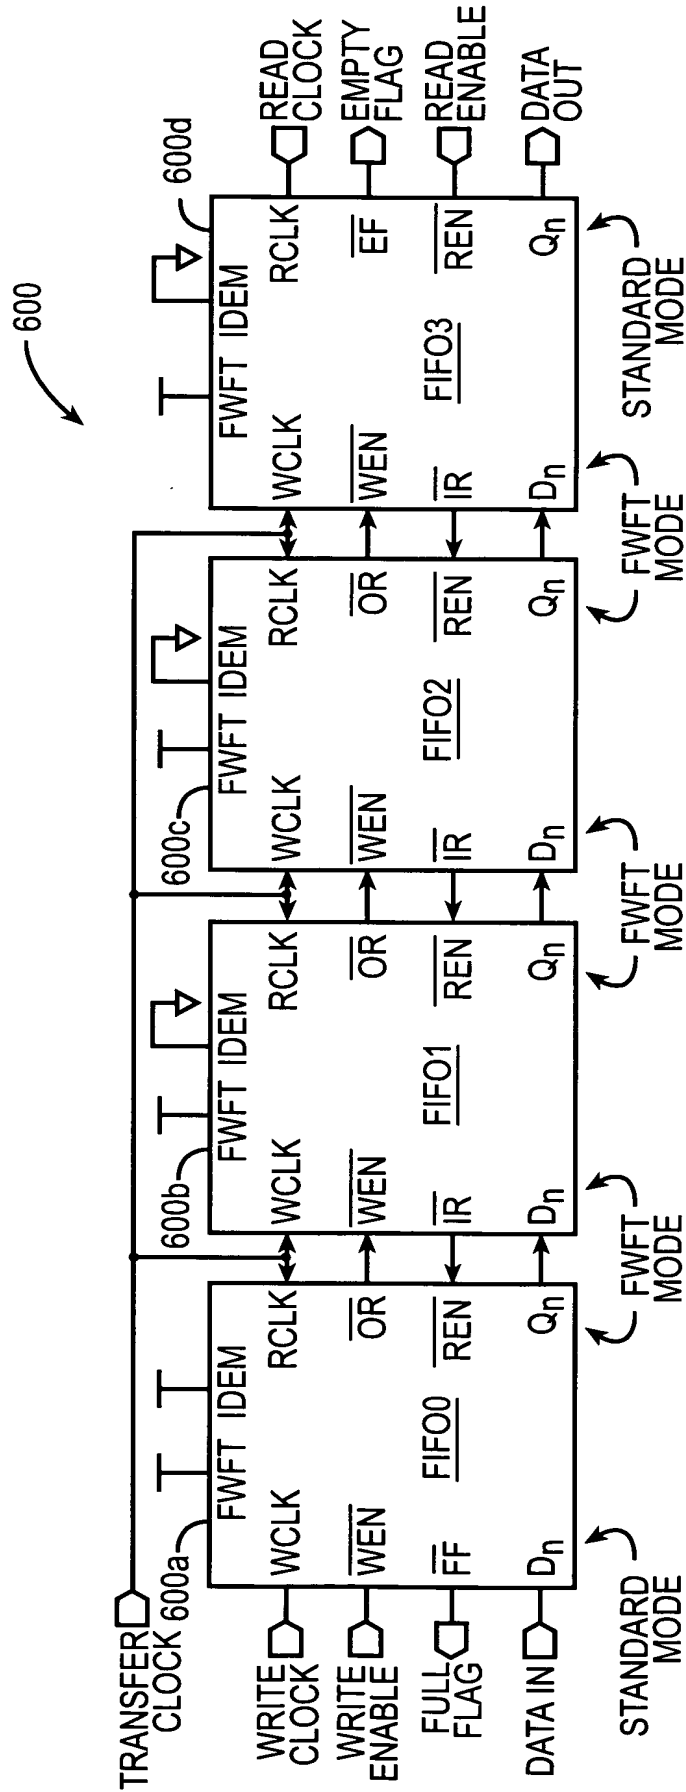 600
TRANSFER
CLOCK
600a
600b
600c
600d
WRITE
CLOCK
WRITE
ENABLE
FULL
FLAG
DATA IN
FWFT IDEM
WCLK
RCLK
WEN
OR
FIFO0
FF
REN
Dn
Qn
FWFT IDEM
WCLK
RCLK
WEN
OR
FIFO1
IR
REN
Dn
Qn
FWFT IDEM
WCLK
RCLK
WEN
OR
FIFO2
IR
REN
Dn
Qn
FWFT IDEM
WCLK
RCLK
WEN
EF
FIFO3
IR
REN
Dn
Qn
READ
CLOCK
EMPTY
FLAG
READ
ENABLE
DATA
OUT
STANDARD
MODE
FWFT
MODE
FWFT
MODE
FWFT
MODE
STANDARD
MODE